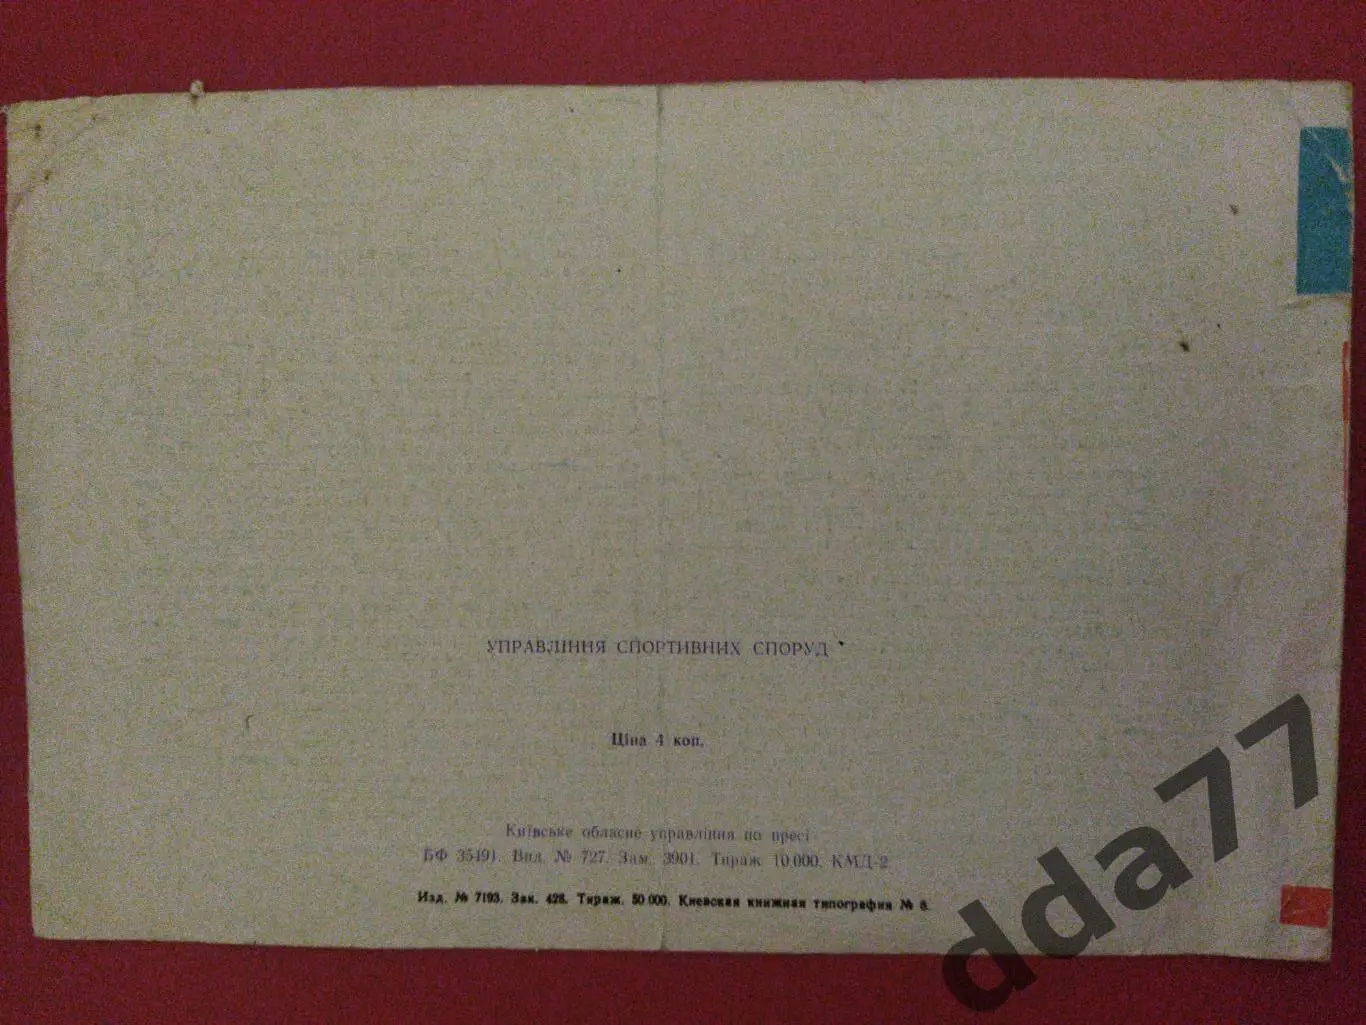 УПРАВЛІННЯ СПОРТИВНИХ СПОРУД
Ціна 4 коп.
Київське обласне управління по пресі
БФ 35491. Вид. № 727. Зам. 3901. Тираж 10.000. КМД-2
Изд. № 7193. Зак. 428. Тираж. 50 000. Киевская книжная типография № 6.
dda77